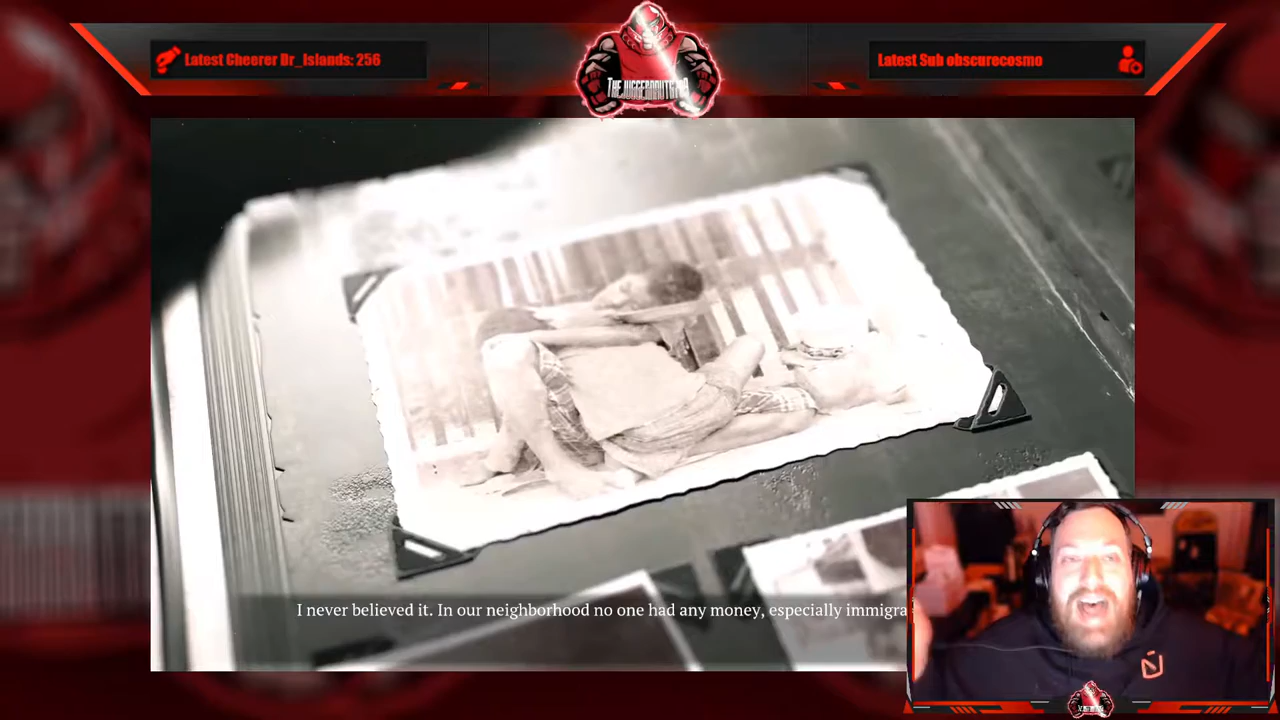 Latest Cheerer Dr_Islands: 256
Latest Sub obscurecosmo
I never believed it. In our neighborhood no one had any money, especially immigra